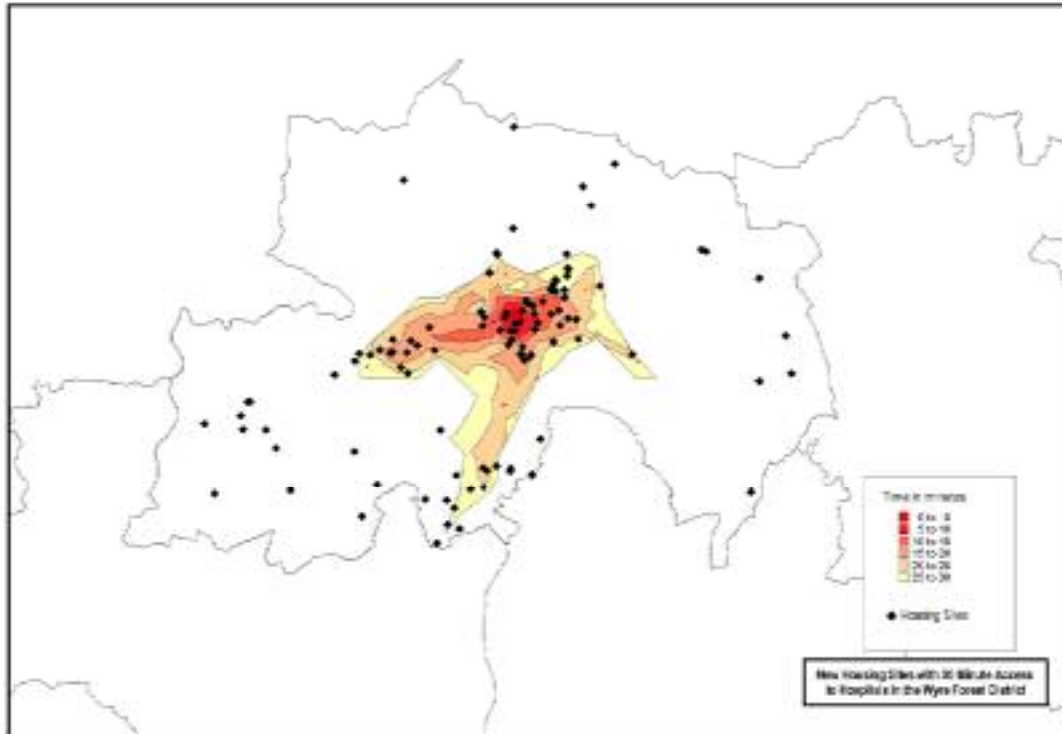 Time in minutes
0 to 5
5 to 10
10 to 15
15 to 20
20 to 25
25 to 30
Housing Sites
New Housing Sites with 30 Minute Access
to Hospitals in the Wyre Forest District